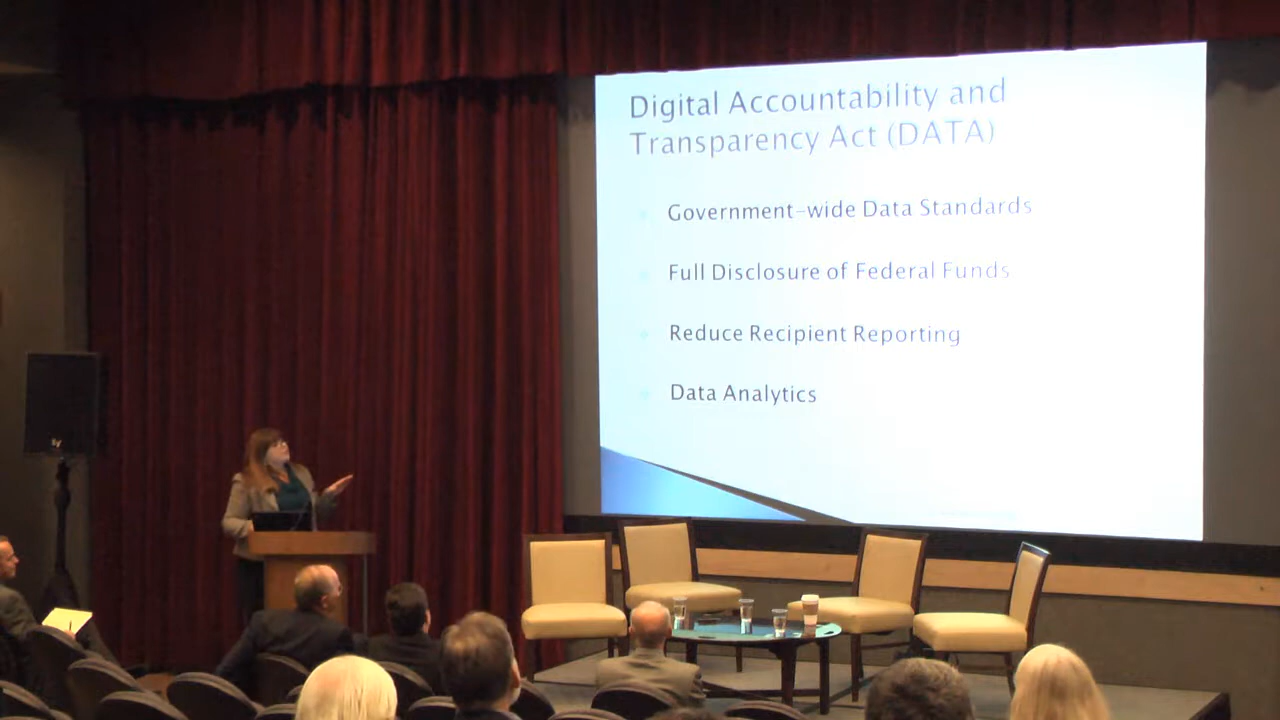 Digital Accountability and
Transparency Act (DATA)
Government-wide Data Standards
Full Disclosure of Federal Funds
Reduce Recipient Reporting
Data Analytics